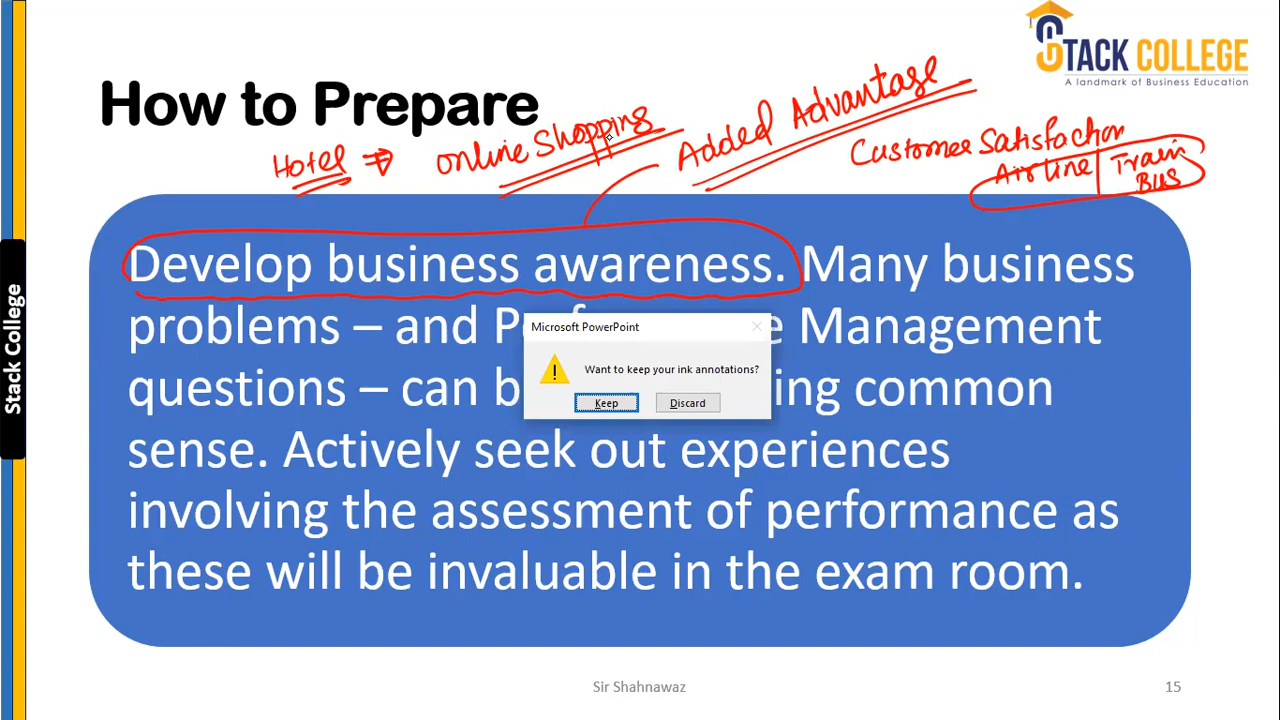 STACK COLLEGE
A landmark of Business Education
How to Prepare
Hotel ⇒ Online Shopping
Added Advantage
Customer Satisfaction
Airline | Train
Bus
Develop business awareness. Many business
problems – and Pe e Management
questions – can b ing common
sense. Actively seek out experiences
involving the assessment of performance as
these will be invaluable in the exam room.
Microsoft PowerPoint
Want to keep your ink annotations?
Keep Discard
Stack College
Sir Shahnawaz
15